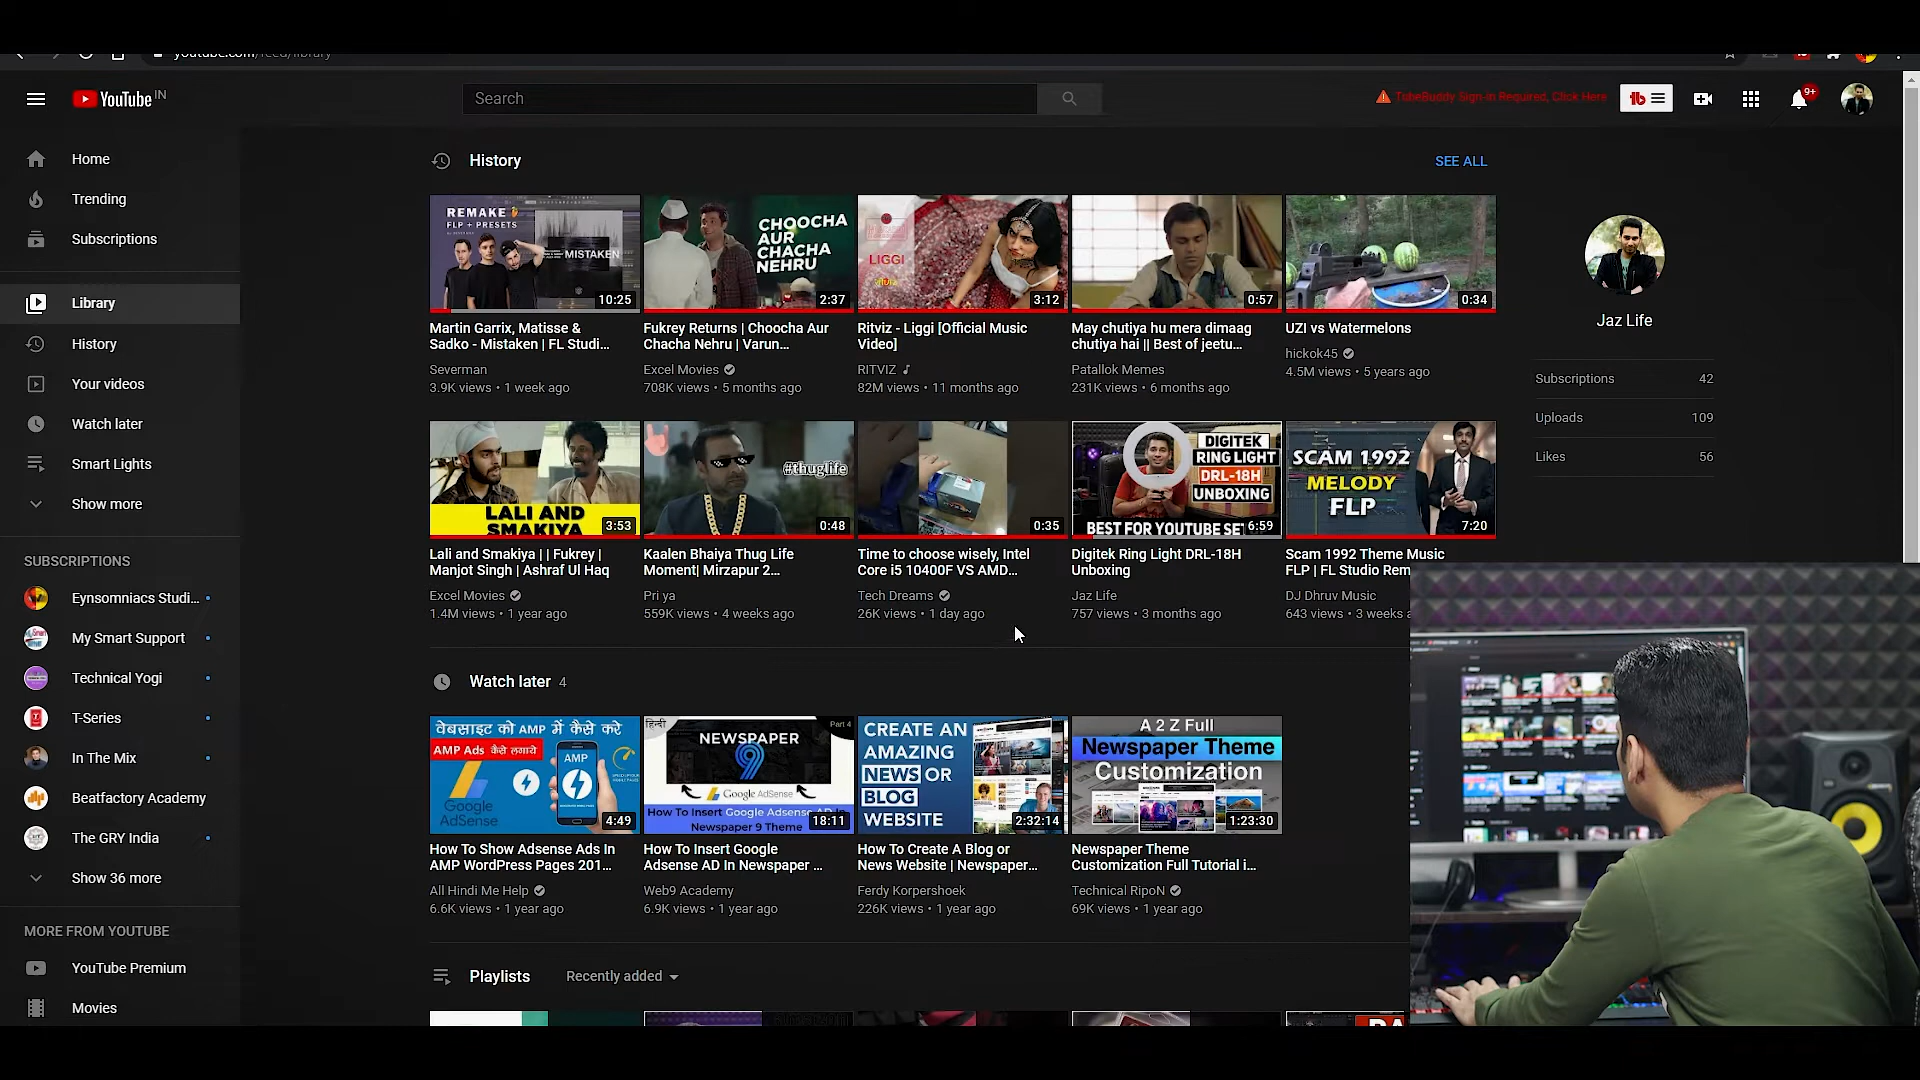 youtube.com/feed/library
YouTube IN
Search
TubeBuddy Sign-in Required, Click Here
9+
Home
Trending
Subscriptions
Library
History
Your videos
Watch later
Smart Lights
Show more
SUBSCRIPTIONS
Eynsomniacs Studi...
My Smart Support
Technical Yogi
T-Series
In The Mix
Beatfactory Academy
The GRY India
Show 36 more
MORE FROM YOUTUBE
YouTube Premium
Movies
History
SEE ALL
REMAKE
FLP + PRESETS
MISTAKEN
10:25
Martin Garrix, Matisse &
Sadko - Mistaken | FL Studi...
Severman
3.9K views • 1 week ago
CHOOCHA
AUR
CHACHA
NEHRU
2:37
Fukrey Returns | Choocha Aur
Chacha Nehru | Varun...
Excel Movies
708K views • 5 months ago
LIGGI
3:12
Ritviz - Liggi [Official Music
Video]
RITVIZ
82M views • 11 months ago
0:57
May chutiya hu mera dimaag
chutiya hai || Best of jeetu...
Patallok Memes
231K views • 6 months ago
0:34
UZI vs Watermelons
hickok45
4.5M views • 5 years ago
LALI AND
SMAKIYA
3:53
Lali and Smakiya | | Fukrey |
Manjot Singh | Ashraf Ul Haq
Excel Movies
1.4M views • 1 year ago
#thuglife
0:48
Kaalen Bhaiya Thug Life
Moment| Mirzapur 2...
Pri ya
559K views • 4 weeks ago
0:35
Time to choose wisely, Intel
Core i5 10400F VS AMD...
Tech Dreams
26K views • 1 day ago
DIGITEK
RING LIGHT
DRL-18H
UNBOXING
BEST FOR YOUTUBE SET
6:59
Digitek Ring Light DRL-18H
Unboxing
Jaz Life
757 views • 3 months ago
SCAM 1992
MELODY
FLP
7:20
Scam 1992 Theme Music
FLP | FL Studio Rem
DJ Dhruv Music
643 views • 3 weeks a
Jaz Life
Subscriptions 42
Uploads 109
Likes 56
Watch later 4
वेबसाइट को AMP में कैसे करे
AMP Ads कैसे लगाये
AMP
Google
AdSense
4:49
How To Show Adsense Ads In
AMP WordPress Pages 201...
All Hindi Me Help
6.6K views • 1 year ago
हिन्दी
Part 4
NEWSPAPER
9
Google AdSense
How To Insert Google Adsense AD In
Newspaper 9 Theme
18:11
How To Insert Google
Adsense AD In Newspaper ...
Web9 Academy
6.9K views • 1 year ago
CREATE AN
AMAZING
NEWS OR
BLOG
WEBSITE
2:32:14
How To Create A Blog or
News Website | Newspaper...
Ferdy Korpershoek
226K views • 1 year ago
A 2 Z Full
Newspaper Theme
Customization
1:23:30
Newspaper Theme
Customization Full Tutorial i...
Technical RipoN
69K views • 1 year ago
Playlists
Recently added